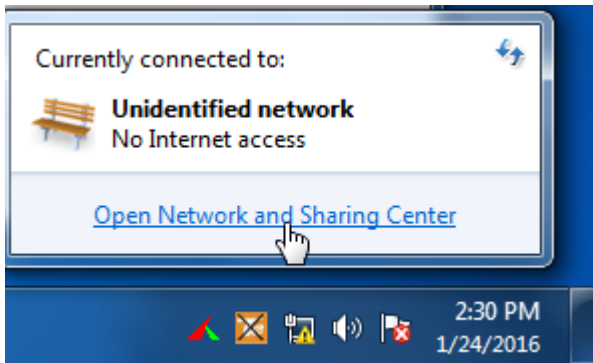 Currently connected to:
Unidentified network
No Internet access
Open Network and Sharing Center
2:30 PM
1/24/2016